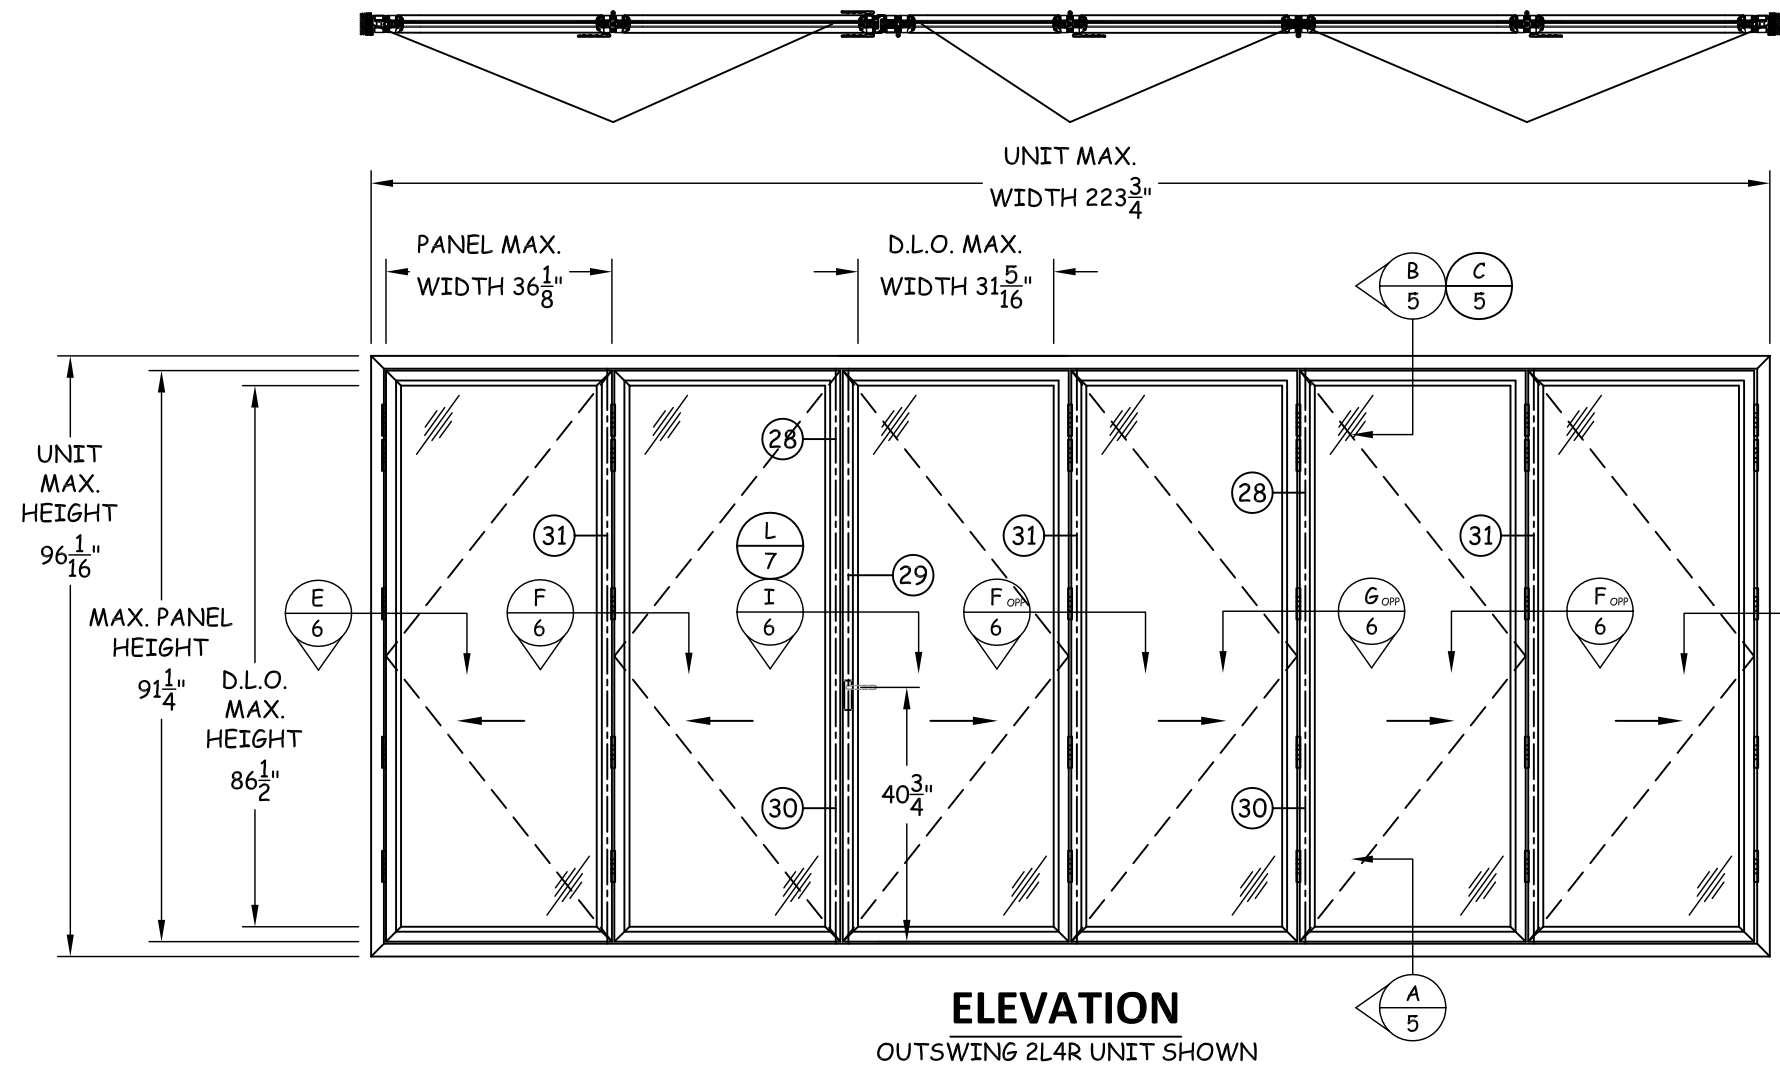 UNIT MAX.
WIDTH 223 3/4"
PANEL MAX.
WIDTH 36 1/8"
D.L.O. MAX.
WIDTH 31 5/16"
B
5
C
5
UNIT
MAX.
HEIGHT
96 1/16"
MAX. PANEL
HEIGHT
91 1/4"
D.L.O.
MAX.
HEIGHT
86 1/2"
28
28
31
31
31
L
7
29
E
6
F
6
I
6
F OPP
6
G OPP
6
F OPP
6
40 3/4"
30
30
A
5
ELEVATION
OUTSWING 2L4R UNIT SHOWN